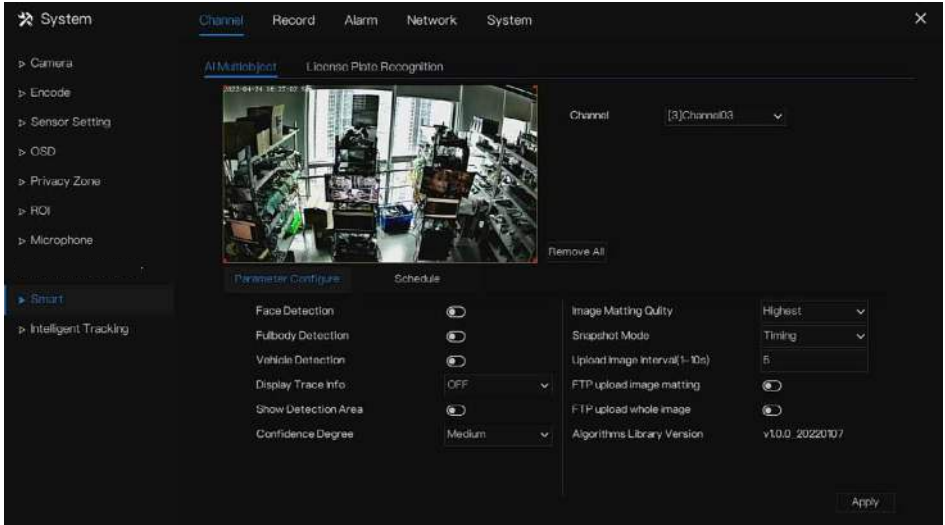 System
Channel Record Alarm Network System
Camera
Encode
Sensor Setting
OSD
Privacy Zone
ROI
Microphone
Smart
Intelligent Tracking
AI Multiobject License Plate Recognition
Channel [3]Channel03
Remove All
Parameter Configure Schedule
Face Detection
Fullbody Detection
Vehicle Detection
Display Trace Info OFF
Show Detection Area
Confidence Degree Medium
Image Matting Qulity Highest
Snapshot Mode Timing
Upload Image Interval(1-10s) 5
FTP upload image matting
FTP upload whole image
Algorithms Library Version v1.0.0_20220107
Apply